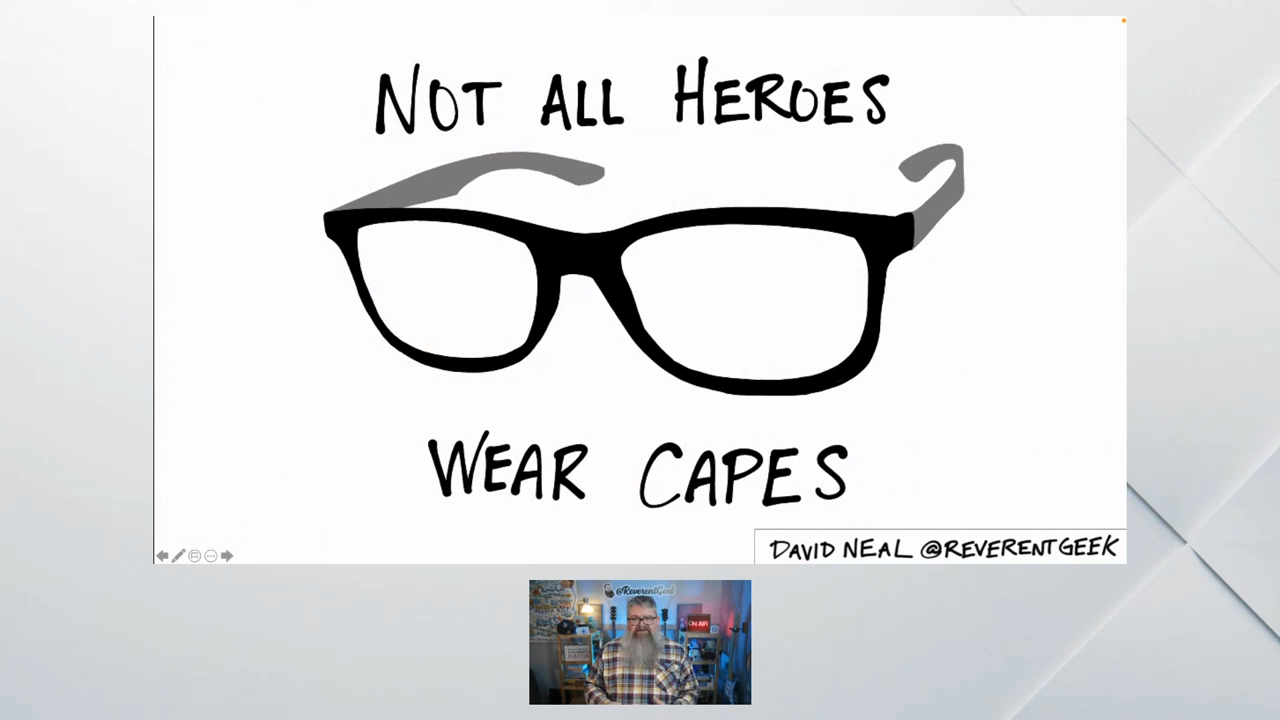 NOT ALL HEROES
WEAR CAPES
DAVID NEAL @REVERENTGEEK
@ReverentGeek
ON AIR